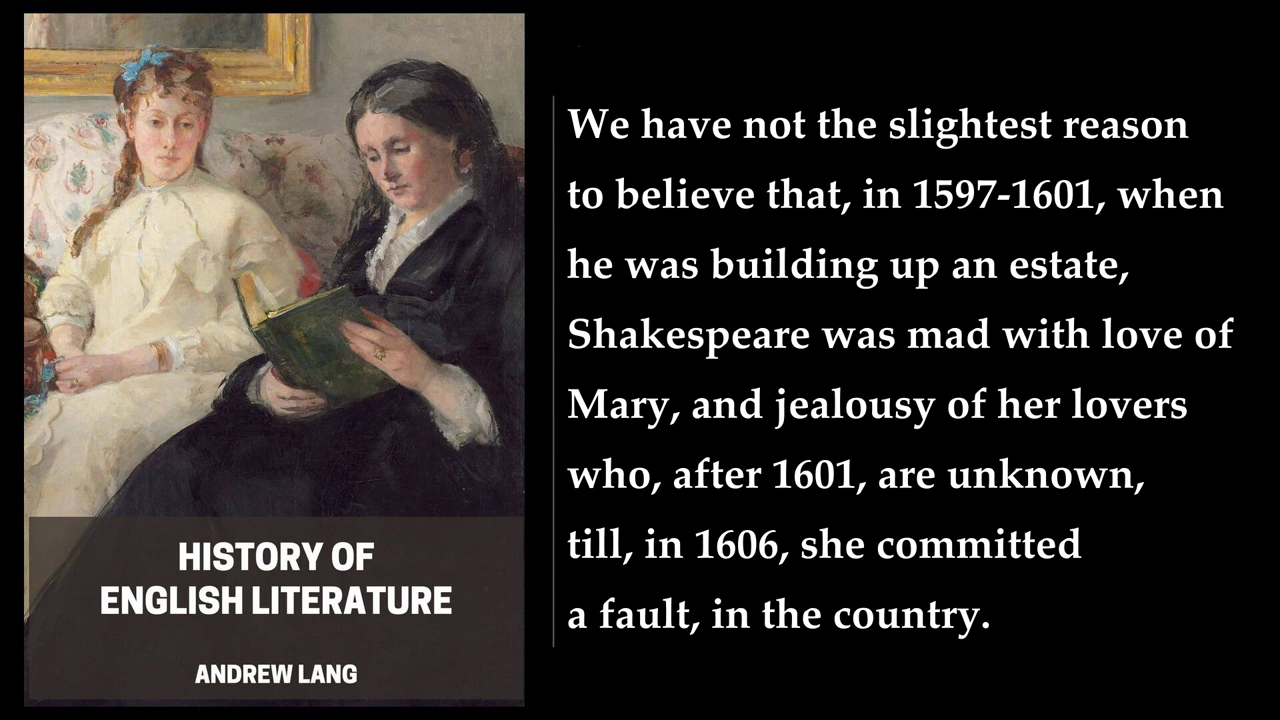 HISTORY OF
ENGLISH LITERATURE
ANDREW LANG
We have not the slightest reason
to believe that, in 1597-1601, when
he was building up an estate,
Shakespeare was mad with love of
Mary, and jealousy of her lovers
who, after 1601, are unknown,
till, in 1606, she committed
a fault, in the country.